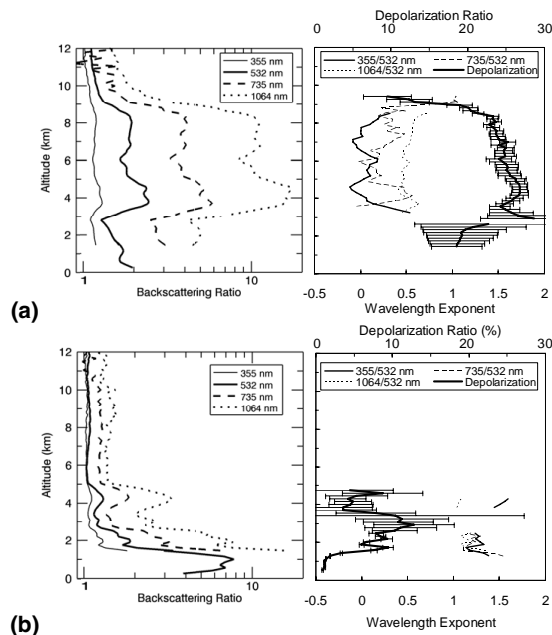 Depolarization Ratio
0 10 20 30
12
10
8
6
4
2
0
Altitude (km)
355 nm
532 nm
735 nm
1064 nm
1 10
Backscattering Ratio
355/532 nm 735/532 nm
1064/532 nm Depolarization
-0.5 0 0.5 1 1.5 2
Wavelength Exponent
(a)
Depolarization Ratio (%)
0 10 20 30
12
10
8
6
4
2
0
Altitude (km)
355 nm
532 nm
735 nm
1064 nm
1 10
Backscattering Ratio
355/532 nm 735/532 nm
1064/532 nm Depolarization
-0.5 0 0.5 1 1.5 2
Wavelength Exponent
(b)